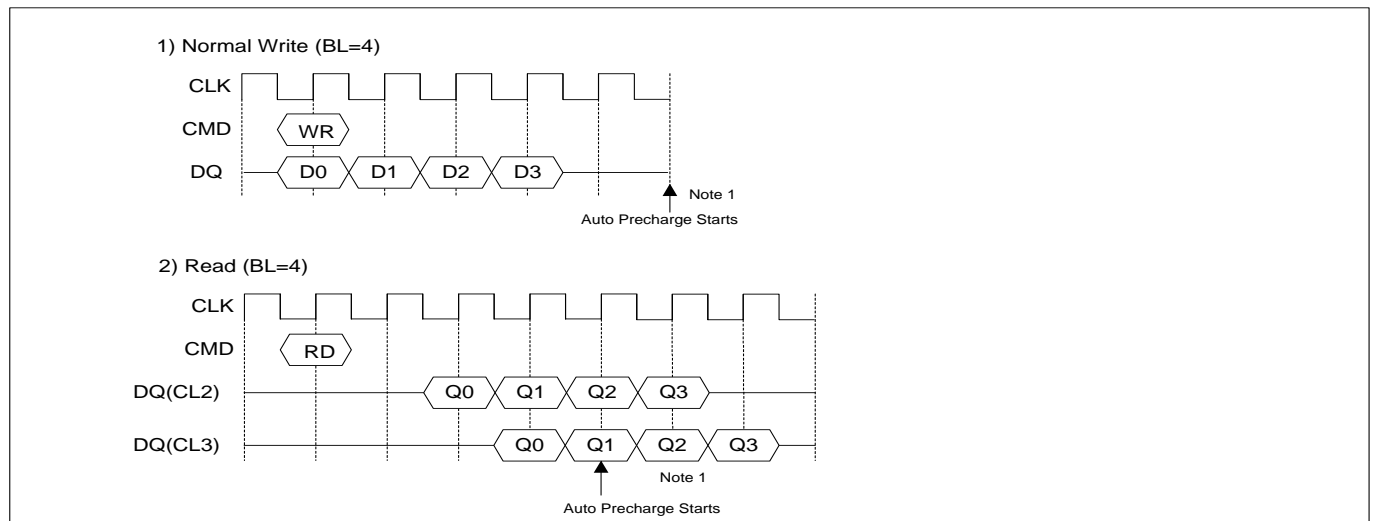 1) Normal Write (BL=4)
CLK
CMD
WR
DQ
D0 D1 D2 D3
Note 1
Auto Precharge Starts
2) Read (BL=4)
CLK
CMD
RD
DQ(CL2)
Q0 Q1 Q2 Q3
DQ(CL3)
Q0 Q1 Q2 Q3
Note 1
Auto Precharge Starts